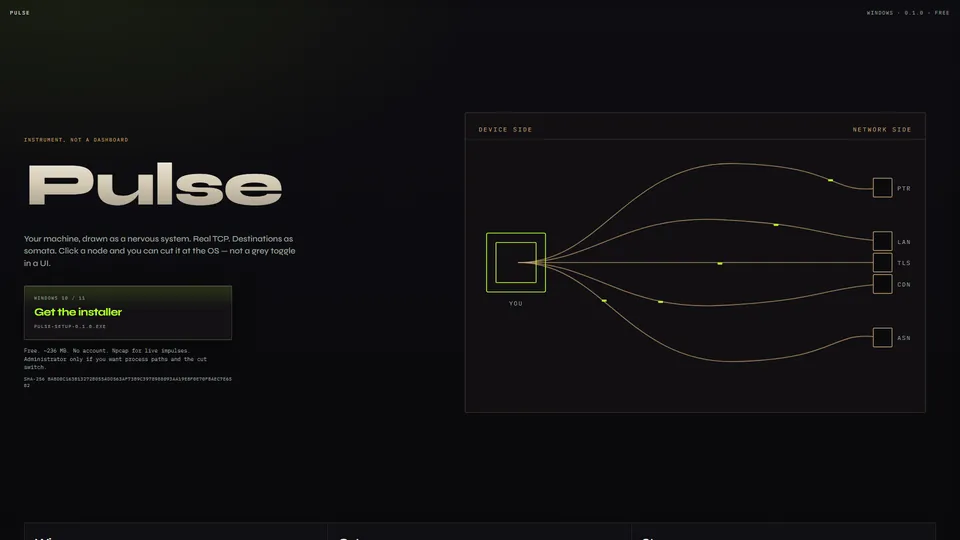 PULSE
WINDOWS · 0.1.0 · FREE
INSTRUMENT, NOT A DASHBOARD
Pulse
Your machine, drawn as a nervous system. Real TCP. Destinations as
somata. Click a node and you can cut it at the OS — not a grey toggle
in a UI.
WINDOWS 10 / 11
Get the installer
PULSE-SETUP-0.1.0.EXE
Free. ~236 MB. No account. Npcap for live impulses.
Administrator only if you want process paths and the cut
switch.
SHA-256
DEVICE SIDE
NETWORK SIDE
PTR
LAN
TLS
CDN
ASN
YOU